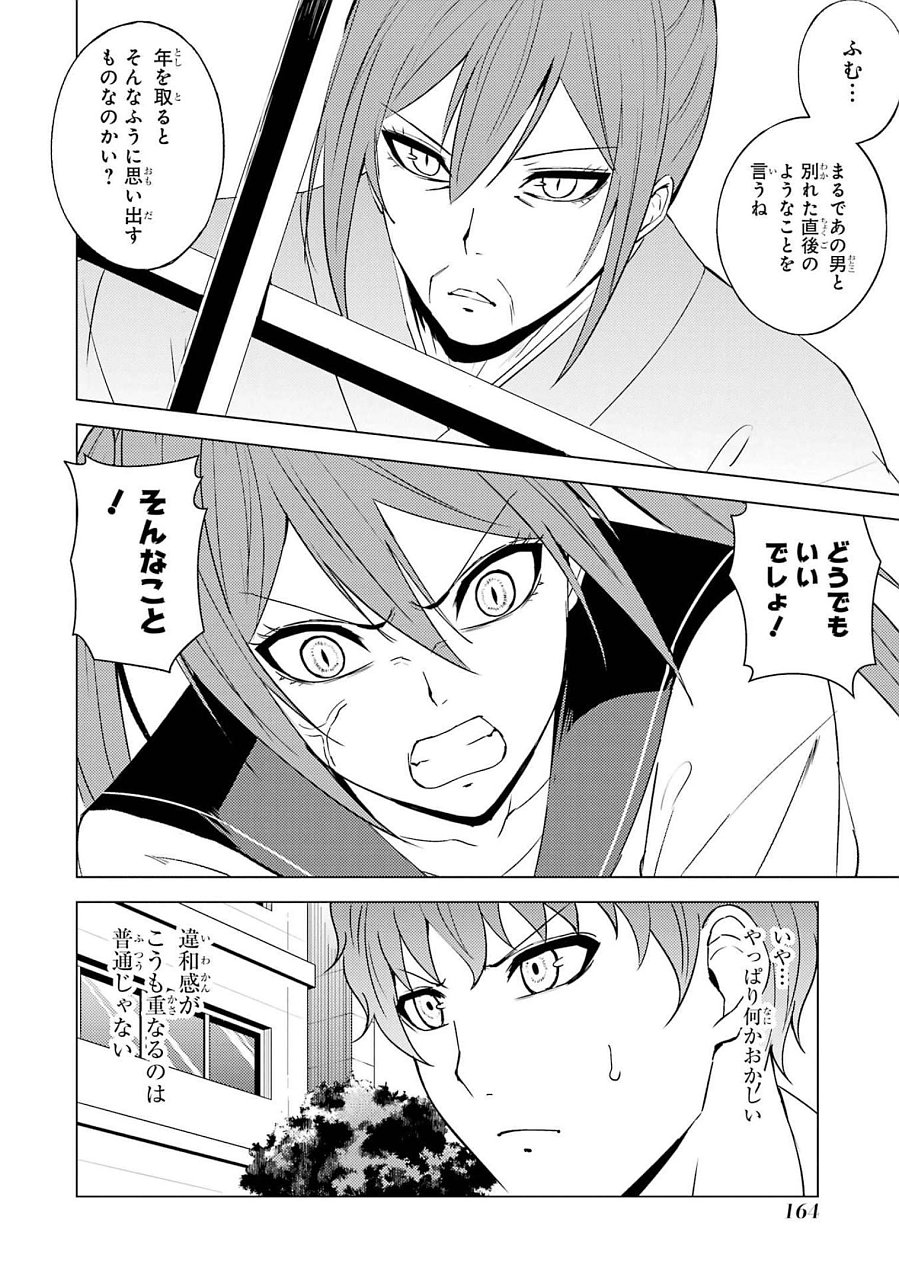 ふむ…
まるであの男と
別れた直後の
ようなことを
言うね
年を取ると
そんなふうに思い出す
ものなのかい?
どうでも
いい
でしょ!
そんなこと
!
いや…
やっぱり何かおかしい
違和感が
こうも重なるのは
普通じゃない
164